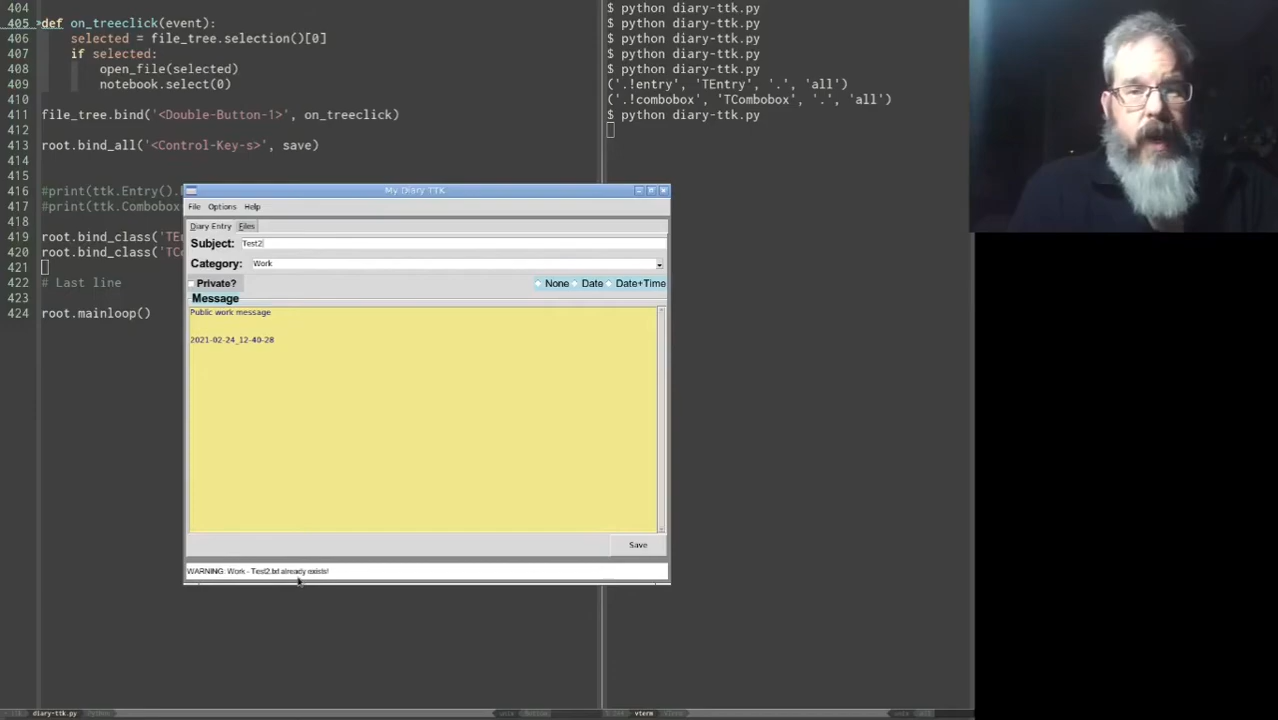 404
405 def on_treeclick(event):
406 selected = file_tree.selection()[0]
407 if selected:
408 open_file(selected)
409 notebook.select(0)
410
411 file_tree.bind('<Double-Button-1>', on_treeclick)
412
413 root.bind_all('<Control-Key-s>', save)
414
415
416 #print(ttk.Entry().
417 #print(ttk.Combobox
418
419 root.bind_class('TE
420 root.bind_class('TC
421
422 # Last line
423
424 root.mainloop()
My Diary TTK
File Options Help
Diary Entry Files
Subject: Test2
Category: Work
Private? None Date Date+Time
Message
Public work message
2021-02-24_12-40-28
Save
WARNING: Work - Test2.txt already exists!
diary-ttk.py Python
$ python diary-ttk.py
$ python diary-ttk.py
$ python diary-ttk.py
$ python diary-ttk.py
$ python diary-ttk.py
('.!entry', 'TEntry', '.', 'all')
('.!combobox', 'TCombobox', '.', 'all')
$ python diary-ttk.py
vterm